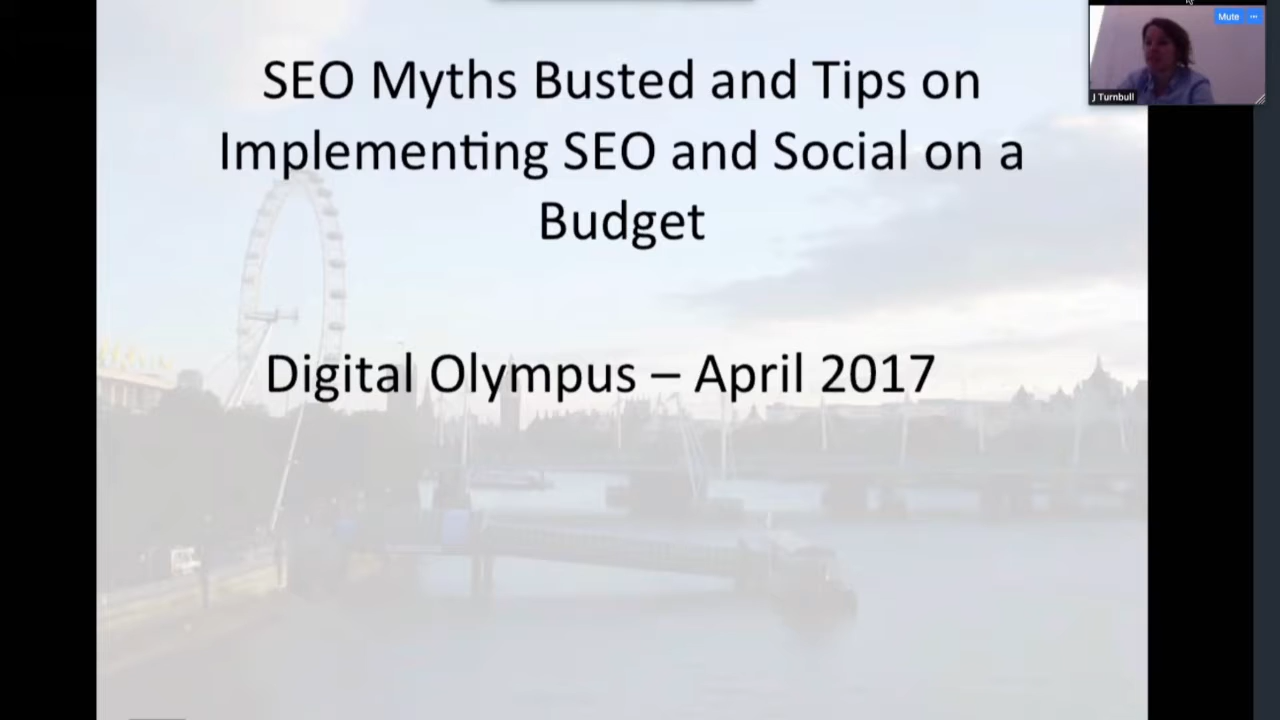 SEO Myths Busted and Tips on
Implementing SEO and Social on a
Budget
Digital Olympus – April 2017
Mute ...
J Turnbull